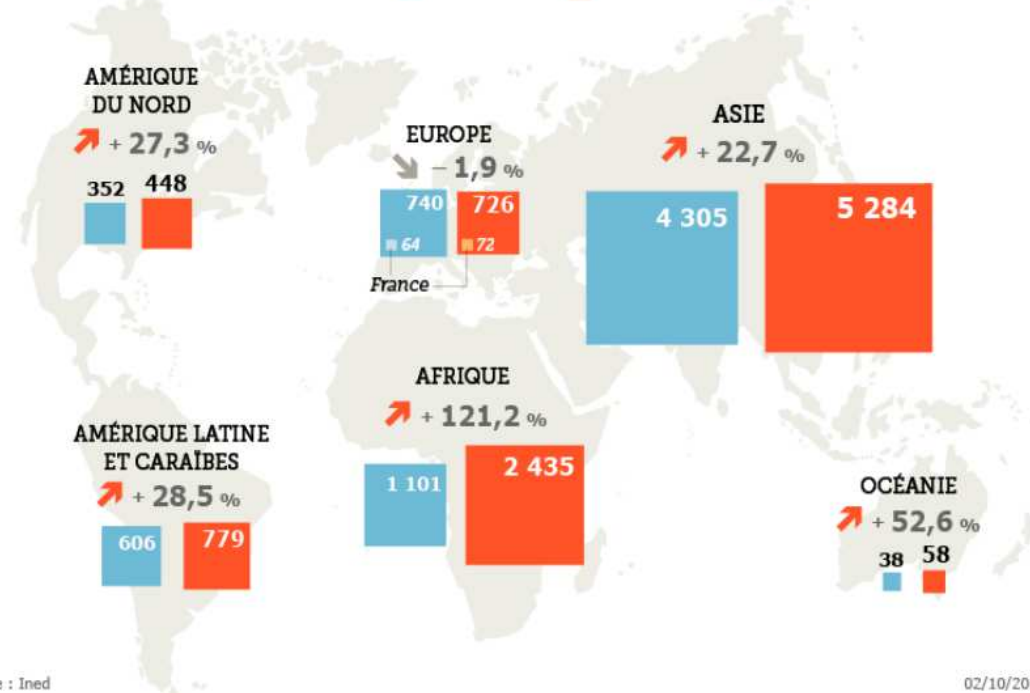 AMÉRIQUE
DU NORD
+ 27,3 %
352 448
EUROPE
– 1,9 %
740 726
64 72
France
ASIE
+ 22,7 %
4 305 5 284
AFRIQUE
+ 121,2 %
1 101 2 435
AMÉRIQUE LATINE
ET CARAÏBES
+ 28,5 %
606 779
OCÉANIE
+ 52,6 %
38 58
: Ined
02/10/20